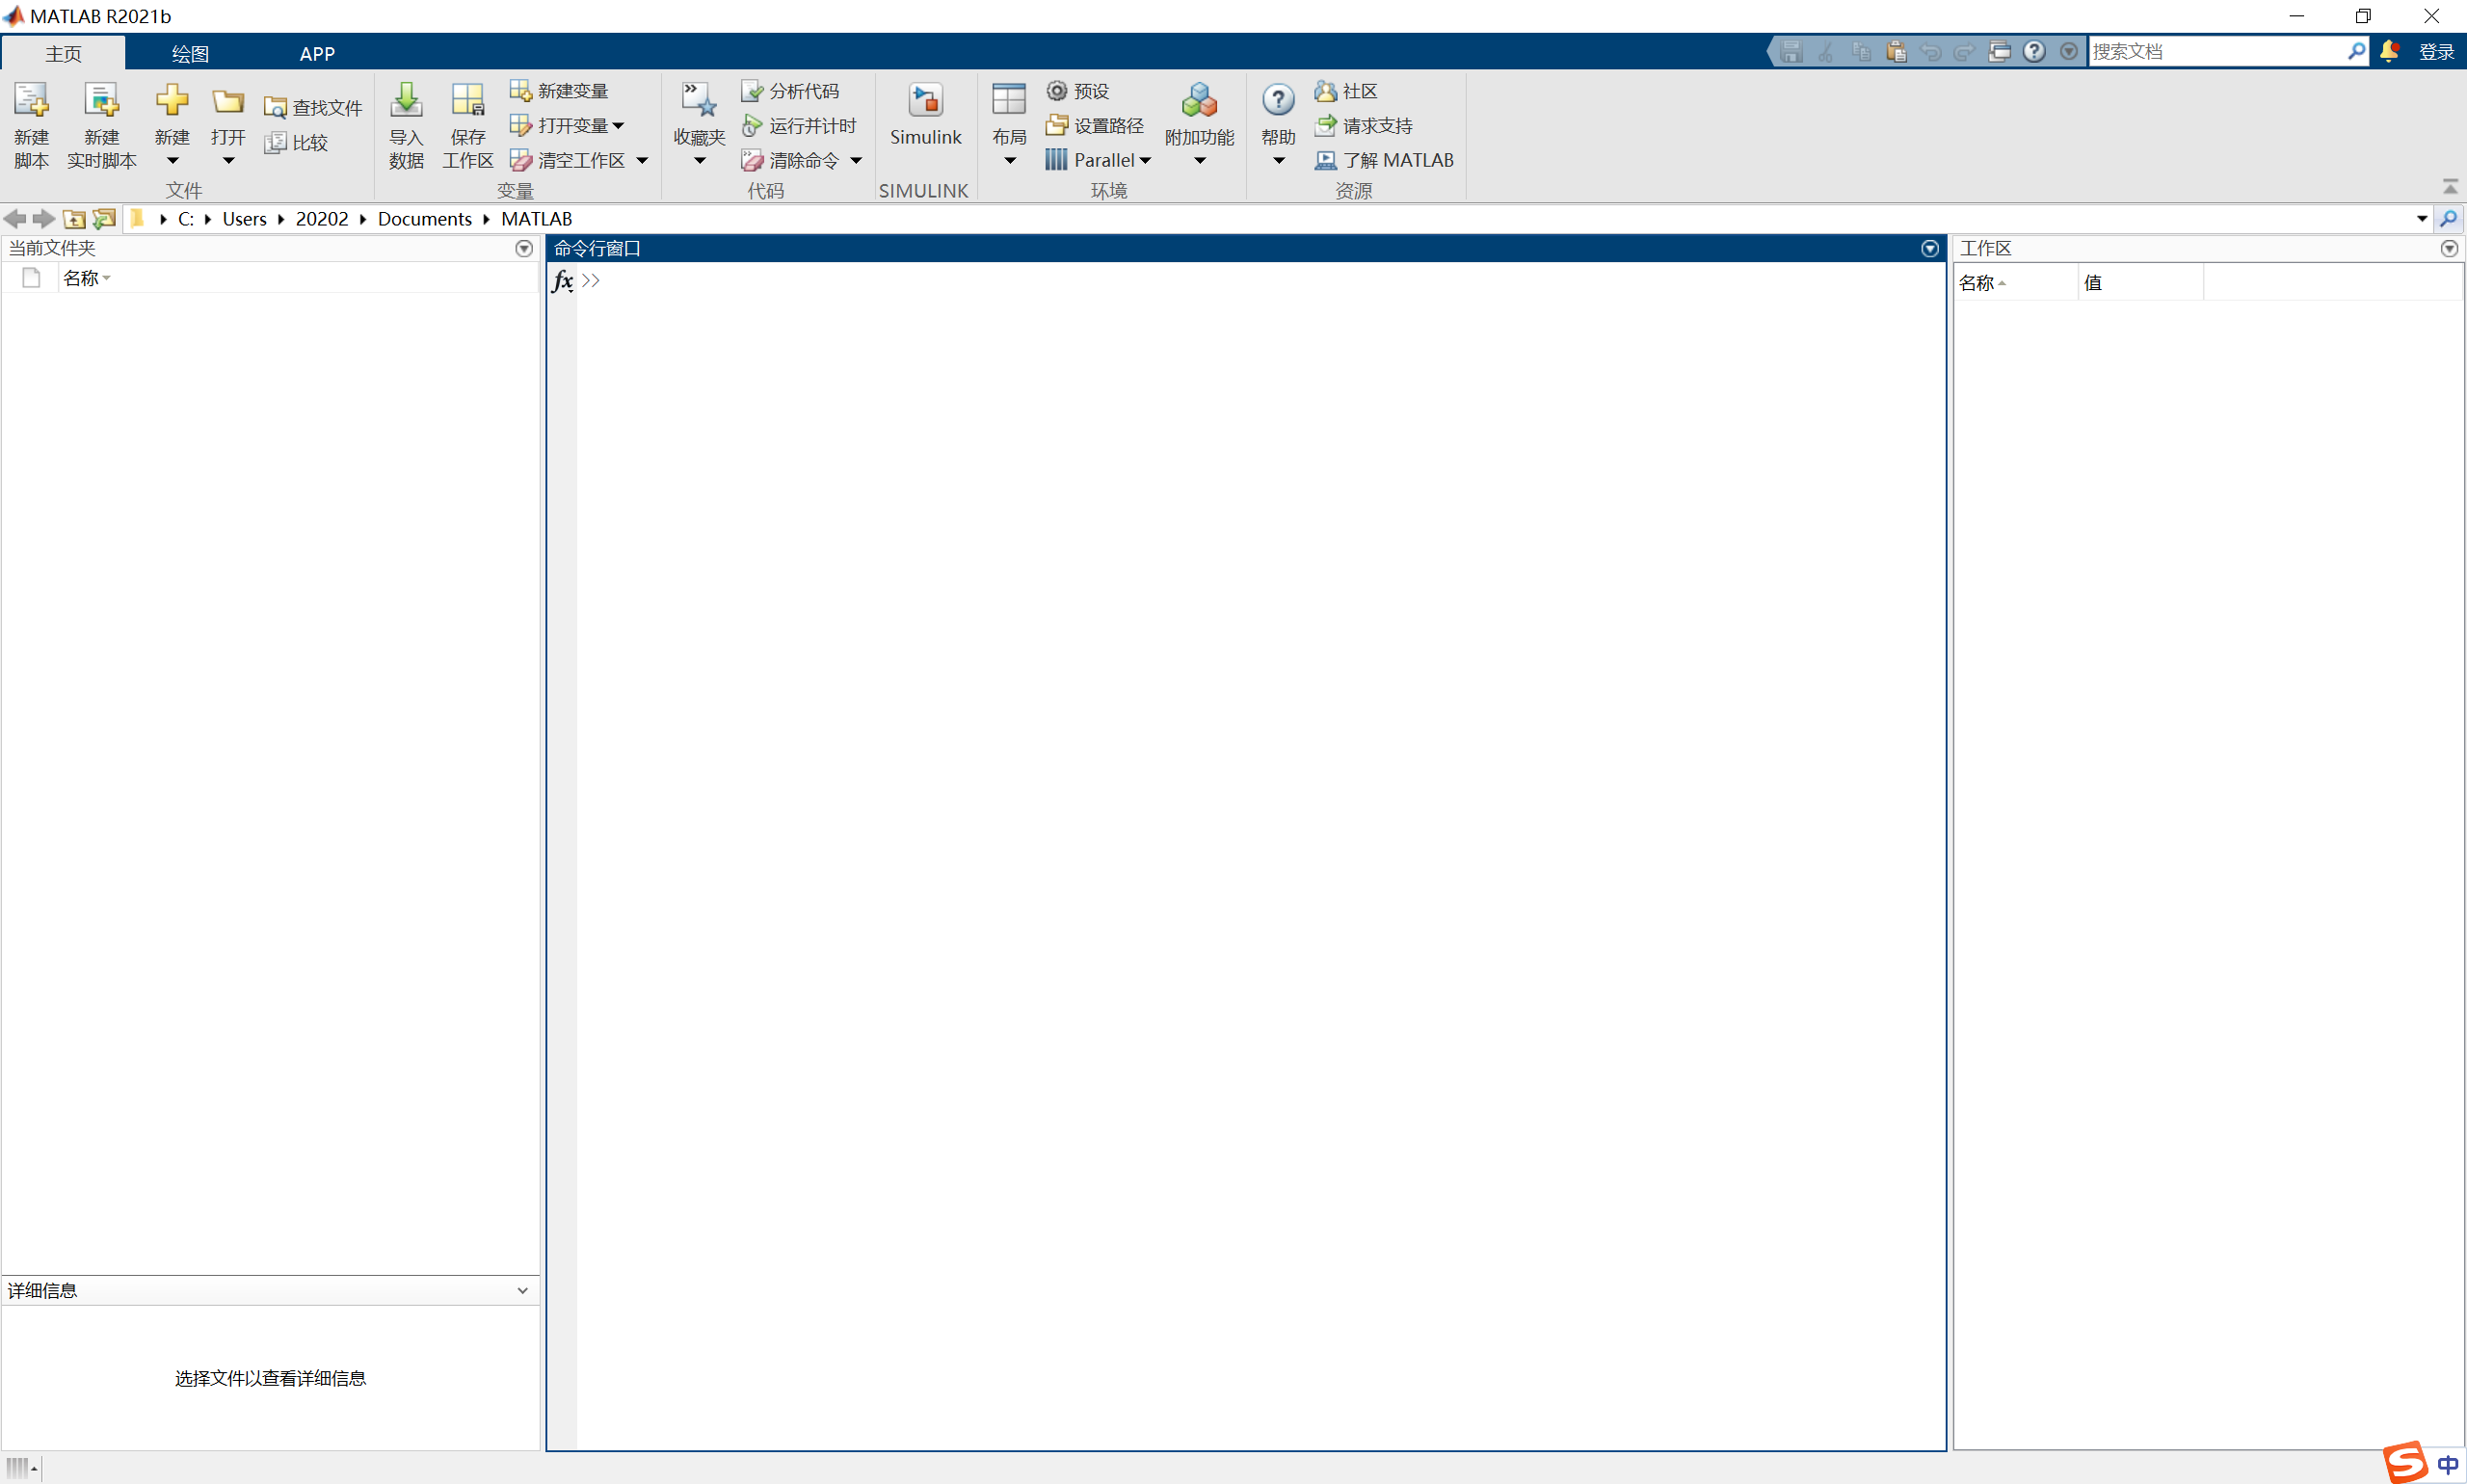 MATLAB R2021b
主页 绘图 APP
搜索文档 登录
新建
脚本
新建
实时脚本
新建
打开
查找文件
比较
文件
导入
数据
保存
工作区
新建变量
打开变量
清空工作区
变量
收藏夹
分析代码
运行并计时
清除命令
代码
Simulink
SIMULINK
布局
预设
设置路径
Parallel
附加功能
环境
帮助
社区
请求支持
了解 MATLAB
资源
C: Users 20202 Documents MATLAB
当前文件夹
名称
命令行窗口
fx >>
工作区
名称 值
详细信息
选择文件以查看详细信息
S 中